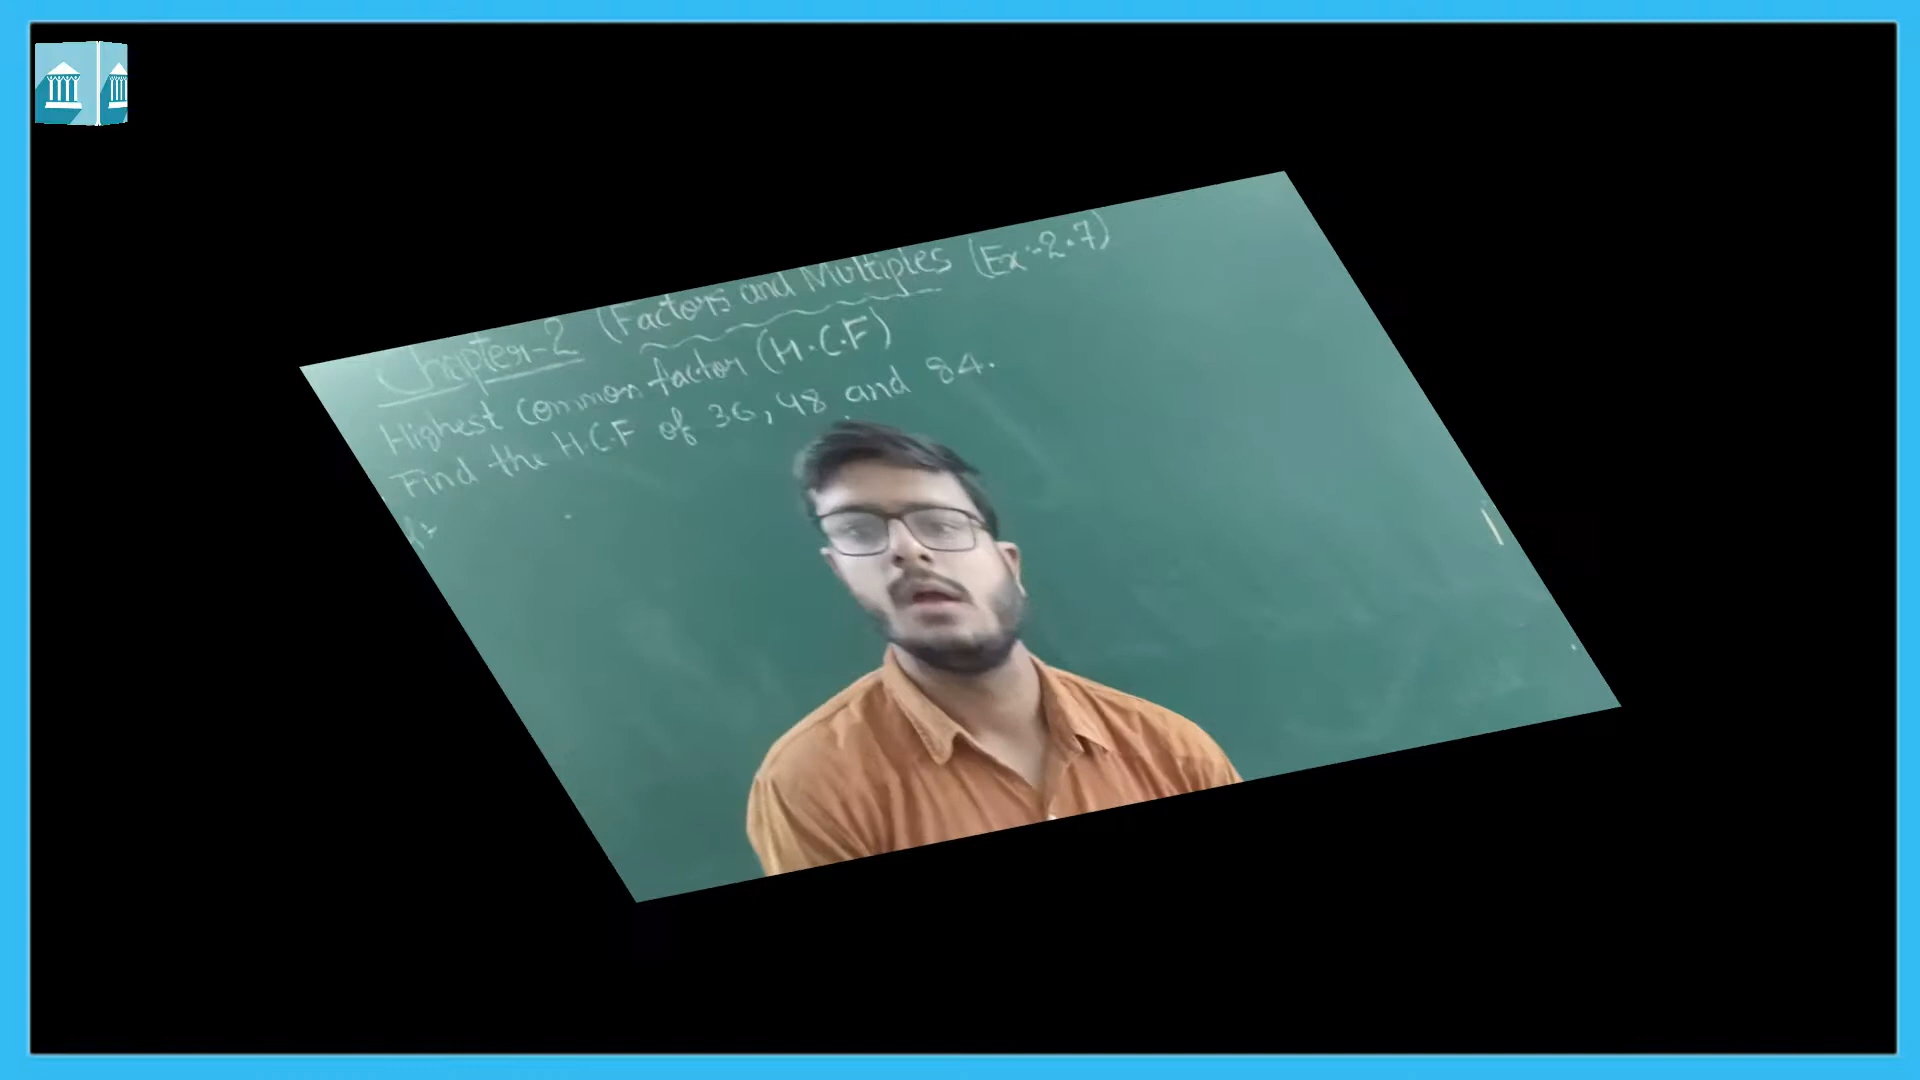 Chapter-2 (Factors and Multiples (Ex:-2.7)
Highest common factor (H.C.F)
Find the H.C.F of 36, 48 and 84.